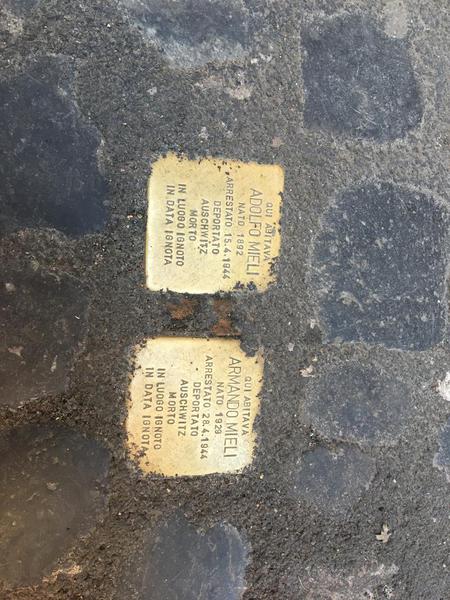 QUI ABITAVA
ADOLFO MIELI
NATO 1892
ARRESTATO 15.4.1944
DEPORTATO
AUSCHWITZ
MORTO
IN LUOGO IGNOTO
IN DATA IGNOTA
QUI ABITAVA
ARMANDO MIELI
NATO 1929
ARRESTATO 28.4.1944
DEPORTATO
AUSCHWITZ
MORTO
IN LUOGO IGNOTO
IN DATA IGNOTA